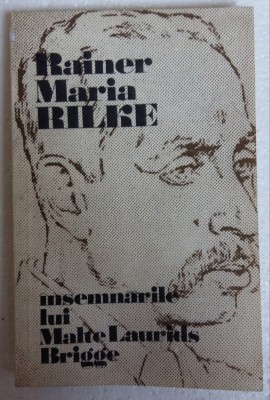 Rainer
Maria
RILKE
însemnările
lui
Malte Laurids
Brigge